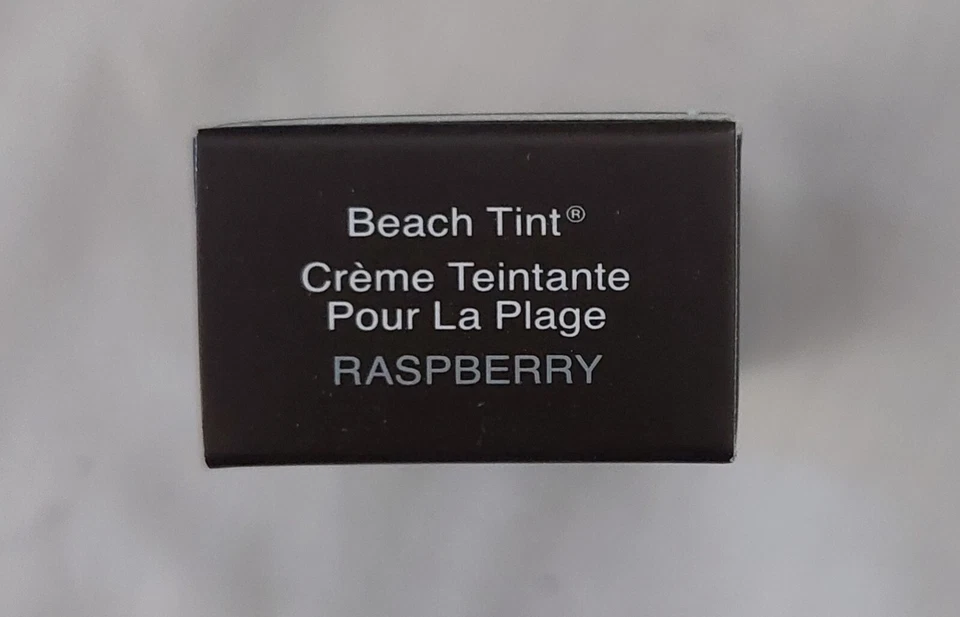 Beach Tint®
Crème Teintante
Pour La Plage
RASPBERRY